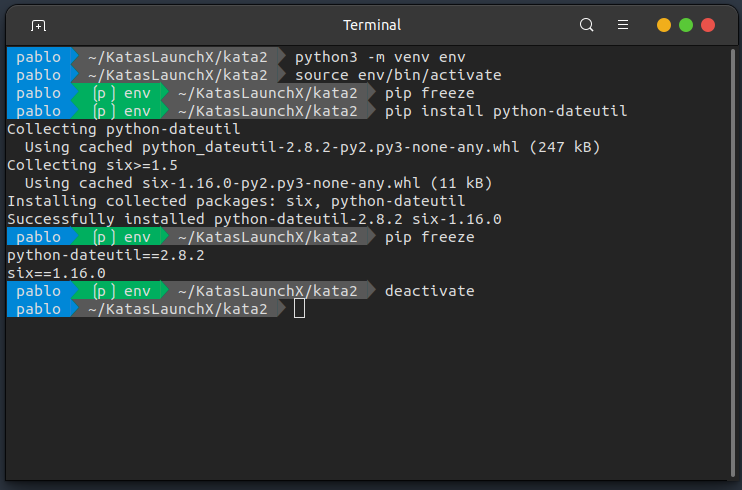 Terminal
pablo ~/KatasLaunchX/kata2 python3 -m venv env
pablo ~/KatasLaunchX/kata2 source env/bin/activate
pablo (p) env ~/KatasLaunchX/kata2 pip freeze
pablo (p) env ~/KatasLaunchX/kata2 pip install python-dateutil
Collecting python-dateutil
  Using cached python_dateutil-2.8.2-py2.py3-none-any.whl (247 kB)
Collecting six>=1.5
  Using cached six-1.16.0-py2.py3-none-any.whl (11 kB)
Installing collected packages: six, python-dateutil
Successfully installed python-dateutil-2.8.2 six-1.16.0
pablo (p) env ~/KatasLaunchX/kata2 pip freeze
python-dateutil==2.8.2
six==1.16.0
pablo (p) env ~/KatasLaunchX/kata2 deactivate
pablo ~/KatasLaunchX/kata2